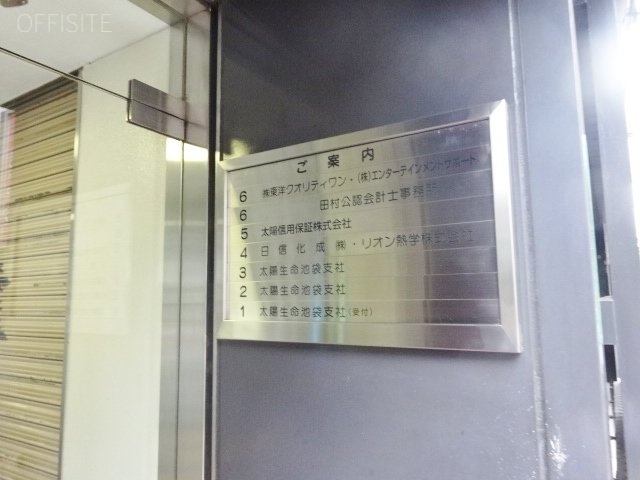 OFFISITE
ご案内
6 ㈱東洋クオリティワン・(株)エンターテインメントサポート
6 田村公認会計士事務所
5 太陽信用保証株式会社
4 日信化成㈱・リオン熱学株式会社
3 太陽生命池袋支社
2 太陽生命池袋支社
1 太陽生命池袋支社(受付)